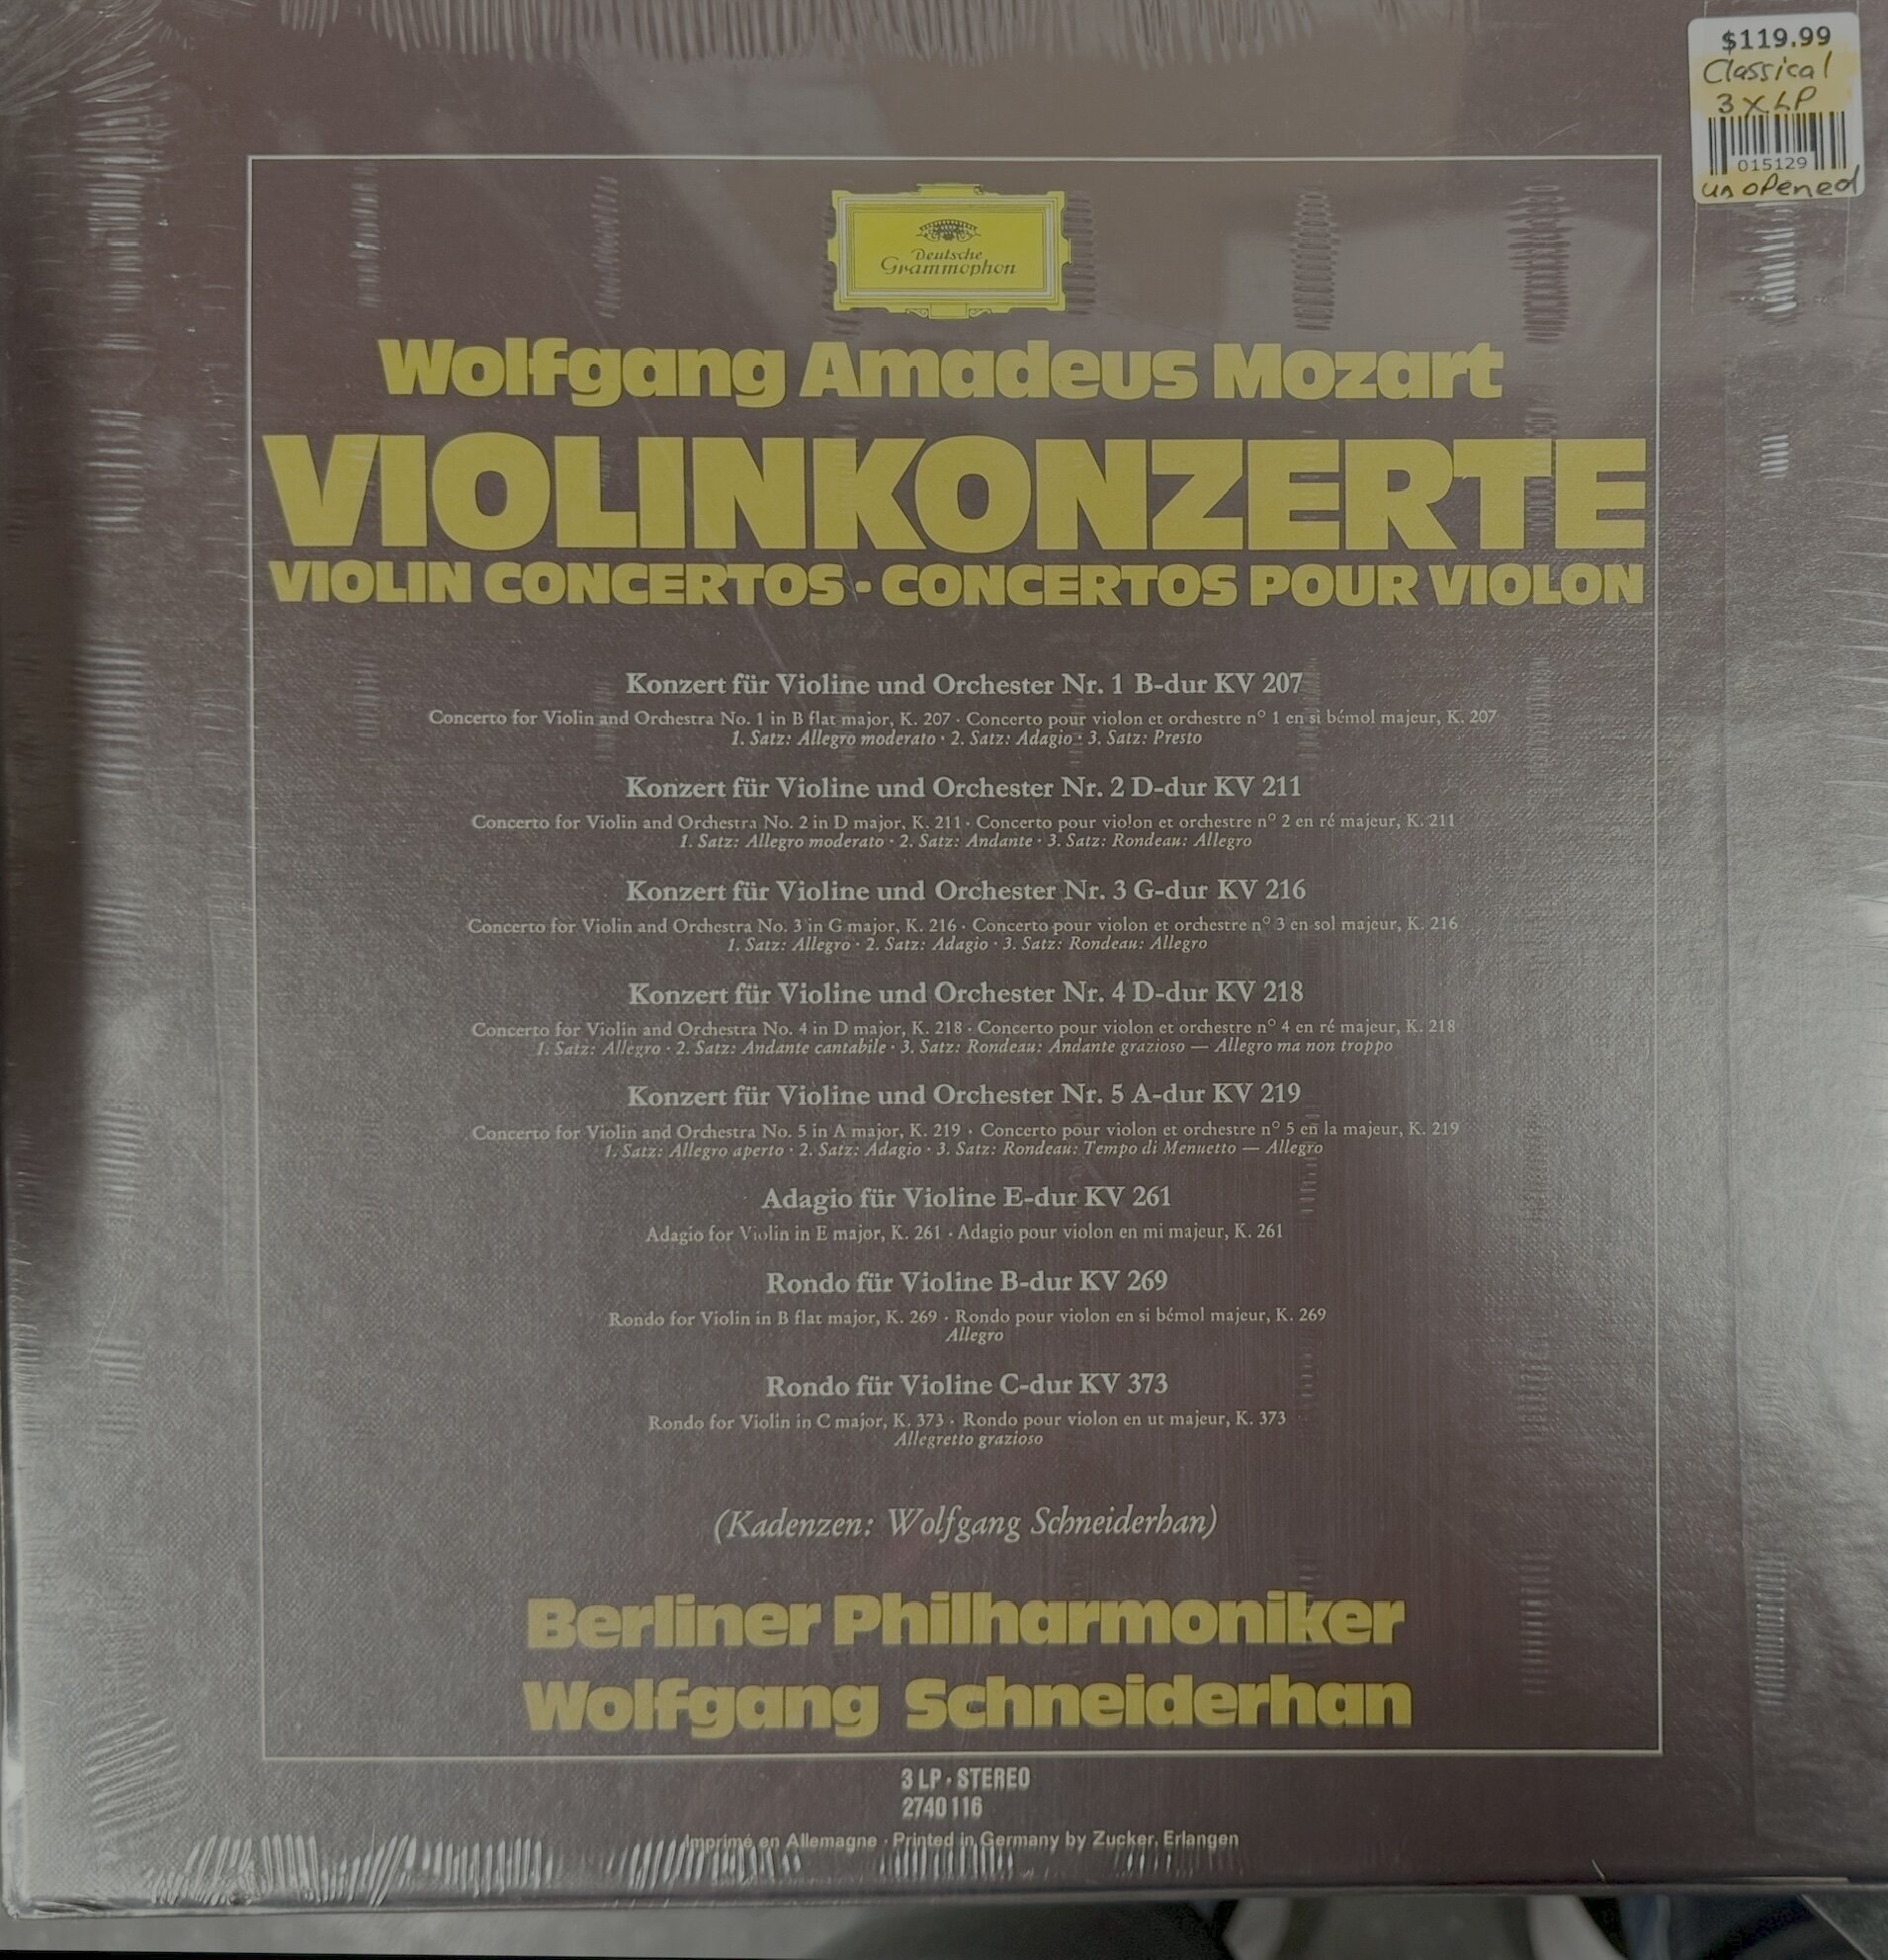 $119.99
Classical
3 x LP
015129
unopened
Deutsche
Grammophon
Wolfgang Amadeus Mozart
VIOLINKONZERTE
VIOLIN CONCERTOS · CONCERTOS POUR VIOLON
Konzert für Violine und Orchester Nr. 1 B-dur KV 207
Concerto for Violin and Orchestra No. 1 in B flat major, K. 207 · Concerto pour violon et orchestre n° 1 en si bémol majeur, K. 207
1. Satz: Allegro moderato · 2. Satz: Adagio · 3. Satz: Presto
Konzert für Violine und Orchester Nr. 2 D-dur KV 211
Concerto for Violin and Orchestra No. 2 in D major, K. 211 · Concerto pour violon et orchestre n° 2 en ré majeur, K. 211
1. Satz: Allegro moderato · 2. Satz: Andante · 3. Satz: Rondeau: Allegro
Konzert für Violine und Orchester Nr. 3 G-dur KV 216
Concerto for Violin and Orchestra No. 3 in G major, K. 216 · Concerto pour violon et orchestre n° 3 en sol majeur, K. 216
1. Satz: Allegro · 2. Satz: Adagio · 3. Satz: Rondeau: Allegro
Konzert für Violine und Orchester Nr. 4 D-dur KV 218
Concerto for Violin and Orchestra No. 4 in D major, K. 218 · Concerto pour violon et orchestre n° 4 en ré majeur, K. 218
1. Satz: Allegro · 2. Satz: Andante cantabile · 3. Satz: Rondeau: Andante grazioso — Allegro ma non troppo
Konzert für Violine und Orchester Nr. 5 A-dur KV 219
Concerto for Violin and Orchestra No. 5 in A major, K. 219 · Concerto pour violon et orchestre n° 5 en la majeur, K. 219
1. Satz: Allegro aperto · 2. Satz: Adagio · 3. Satz: Rondeau: Tempo di Menuetto — Allegro
Adagio für Violine E-dur KV 261
Adagio for Violin in E major, K. 261 · Adagio pour violon en mi majeur, K. 261
Rondo für Violine B-dur KV 269
Rondo for Violin in B flat major, K. 269 · Rondo pour violon en si bémol majeur, K. 269
Allegro
Rondo für Violine C-dur KV 373
Rondo for Violin in C major, K. 373 · Rondo pour violon en ut majeur, K. 373
Allegretto grazioso
(Kadenzen: Wolfgang Schneiderhan)
Berliner Philharmoniker
Wolfgang Schneiderhan
3 LP · STEREO
2740 116
Imprimé en Allemagne · Printed in Germany by Zucker, Erlangen